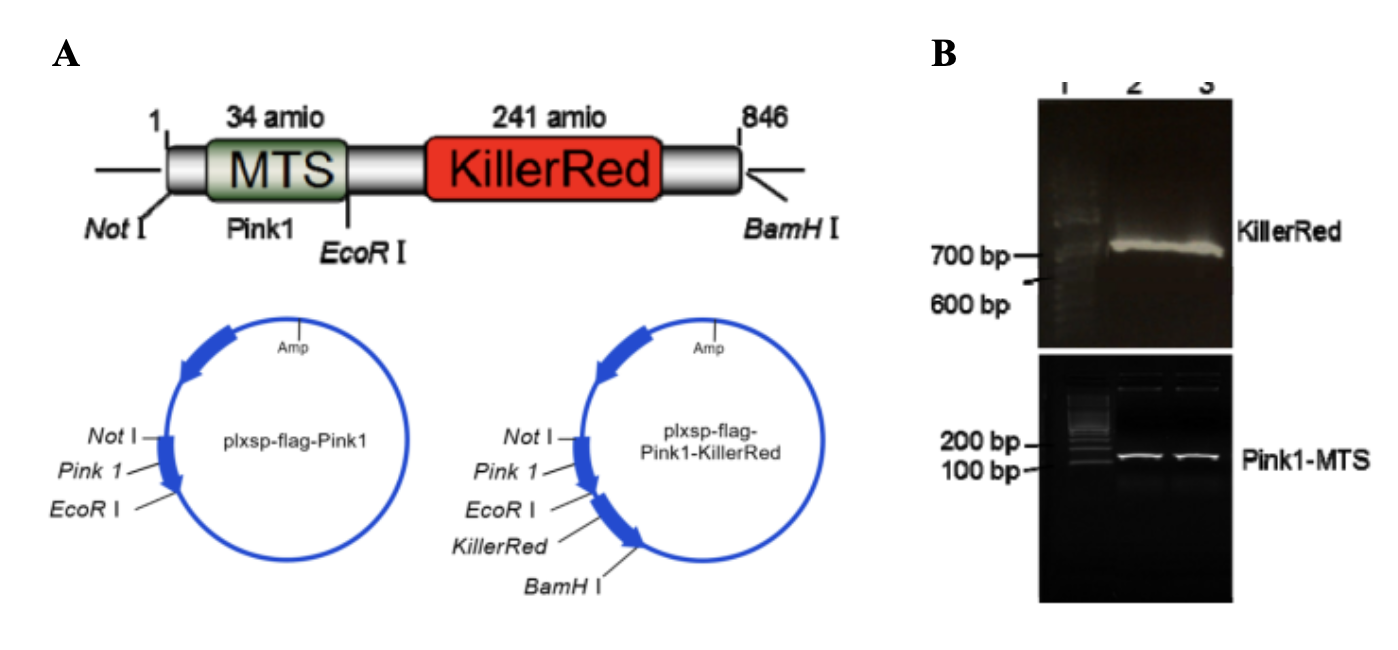 A
1
34 amio
241 amio
846
MTS
KillerRed
Not I
Pink1
EcoR I
BamH I
Amp
plxsp-flag-Pink1
Not I
Pink 1
EcoR I
Amp
plxsp-flag-
Pink1-KillerRed
Not I
Pink 1
EcoR I
KillerRed
BamH I
B
1 2 3
700 bp
600 bp
KillerRed
200 bp
100 bp
Pink1-MTS